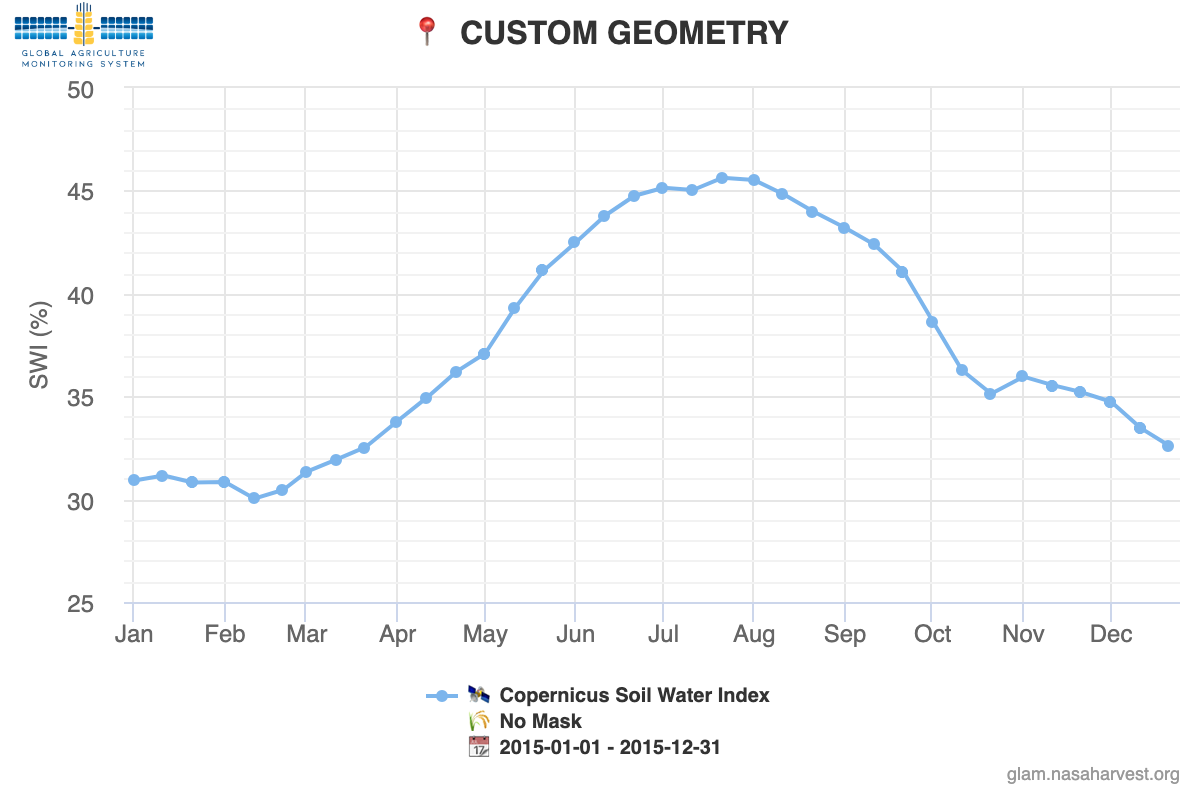 GLOBAL AGRICULTURE
MONITORING SYSTEM
CUSTOM GEOMETRY
50
45
40
35
30
25
SWI (%)
Jan Feb Mar Apr May Jun Jul Aug Sep Oct Nov Dec
Copernicus Soil Water Index
No Mask
17
2015-01-01 - 2015-12-31
glam.nasaharvest.org